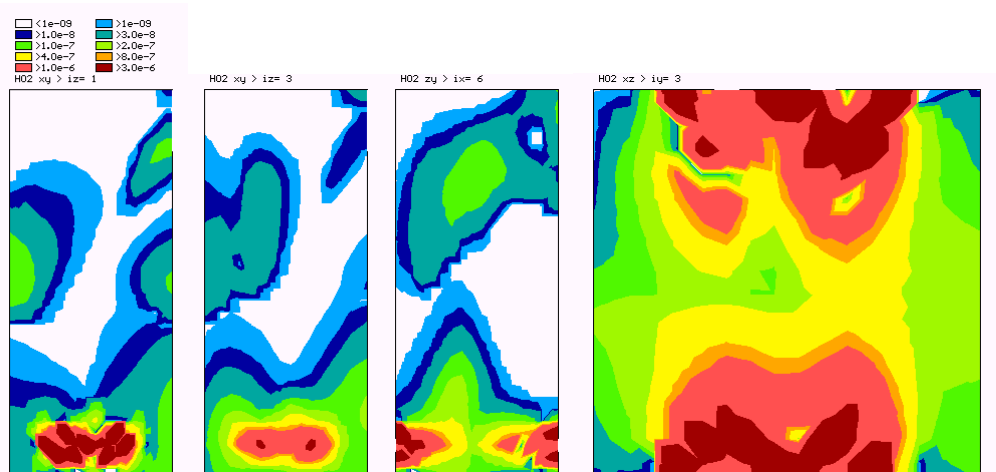 <1e-09 >1e-09
>1.0e-8 >3.0e-8
>1.0e-7 >2.0e-7
>4.0e-7 >8.0e-7
>1.0e-6 >3.0e-6
HO2 xy > iz= 1 HO2 xy > iz= 3 HO2 zy > ix= 6 HO2 xz > iy= 3